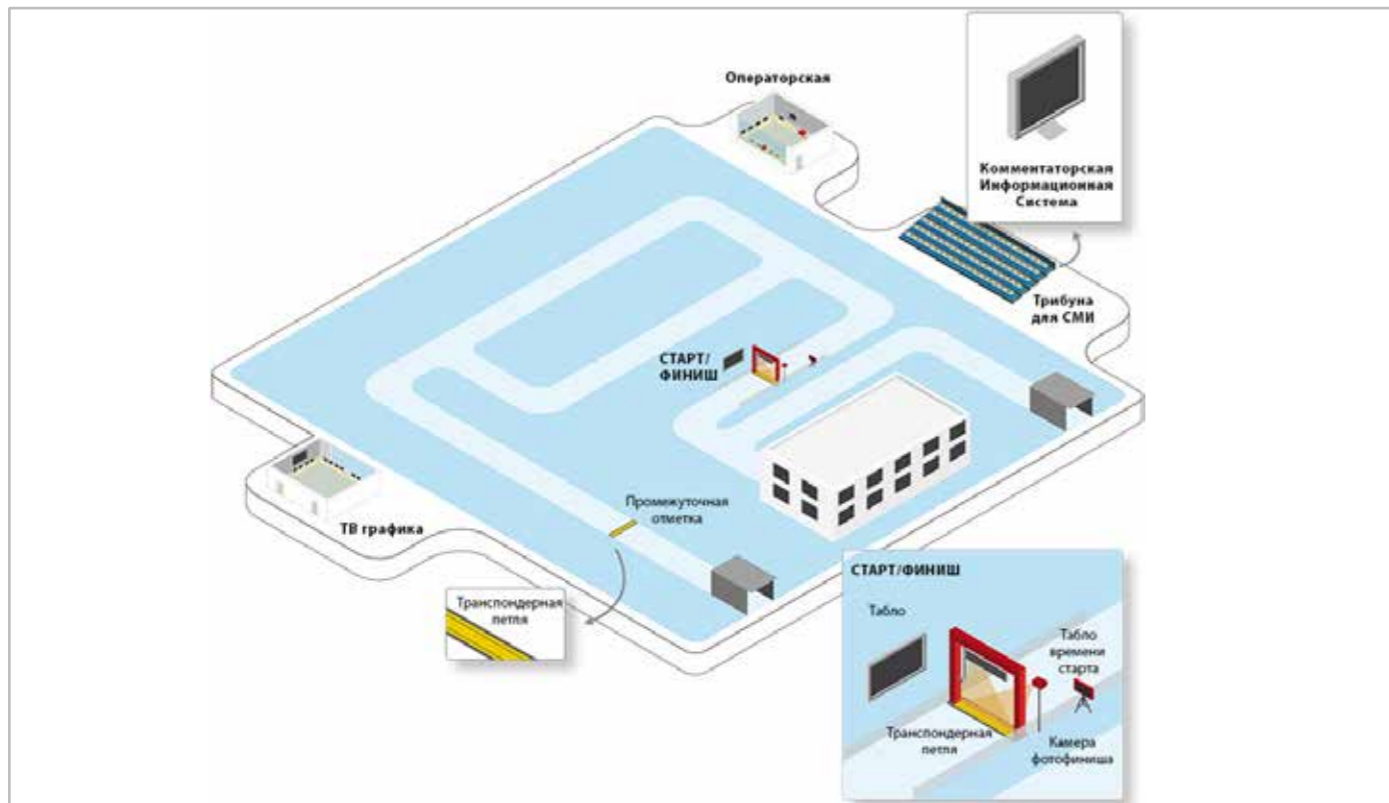 Операторская
Комментаторская
Информационная
Система
Трибуна
для СМИ
СТАРТ/
ФИНИШ
Промежуточная
отметка
ТВ графика
Транспондерная
петля
СТАРТ/ФИНИШ
Табло
Табло
времени
старта
Транспондерная
петля
Камера
фотофиниша